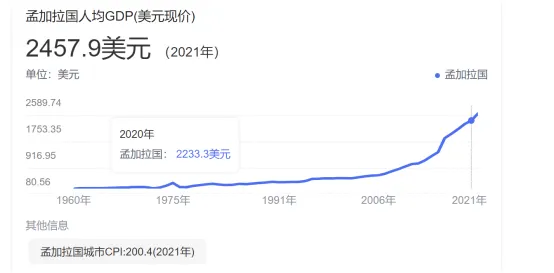 孟加拉国人均GDP(美元现价)
2457.9美元 (2021年)
单位：美元 孟加拉国
2589.74
1753.35
916.95
80.56
2020年
孟加拉国： 2233.3美元
1960年 1975年 1991年 2006年 2021年
其他信息
孟加拉国城市CPI:200.4(2021年)